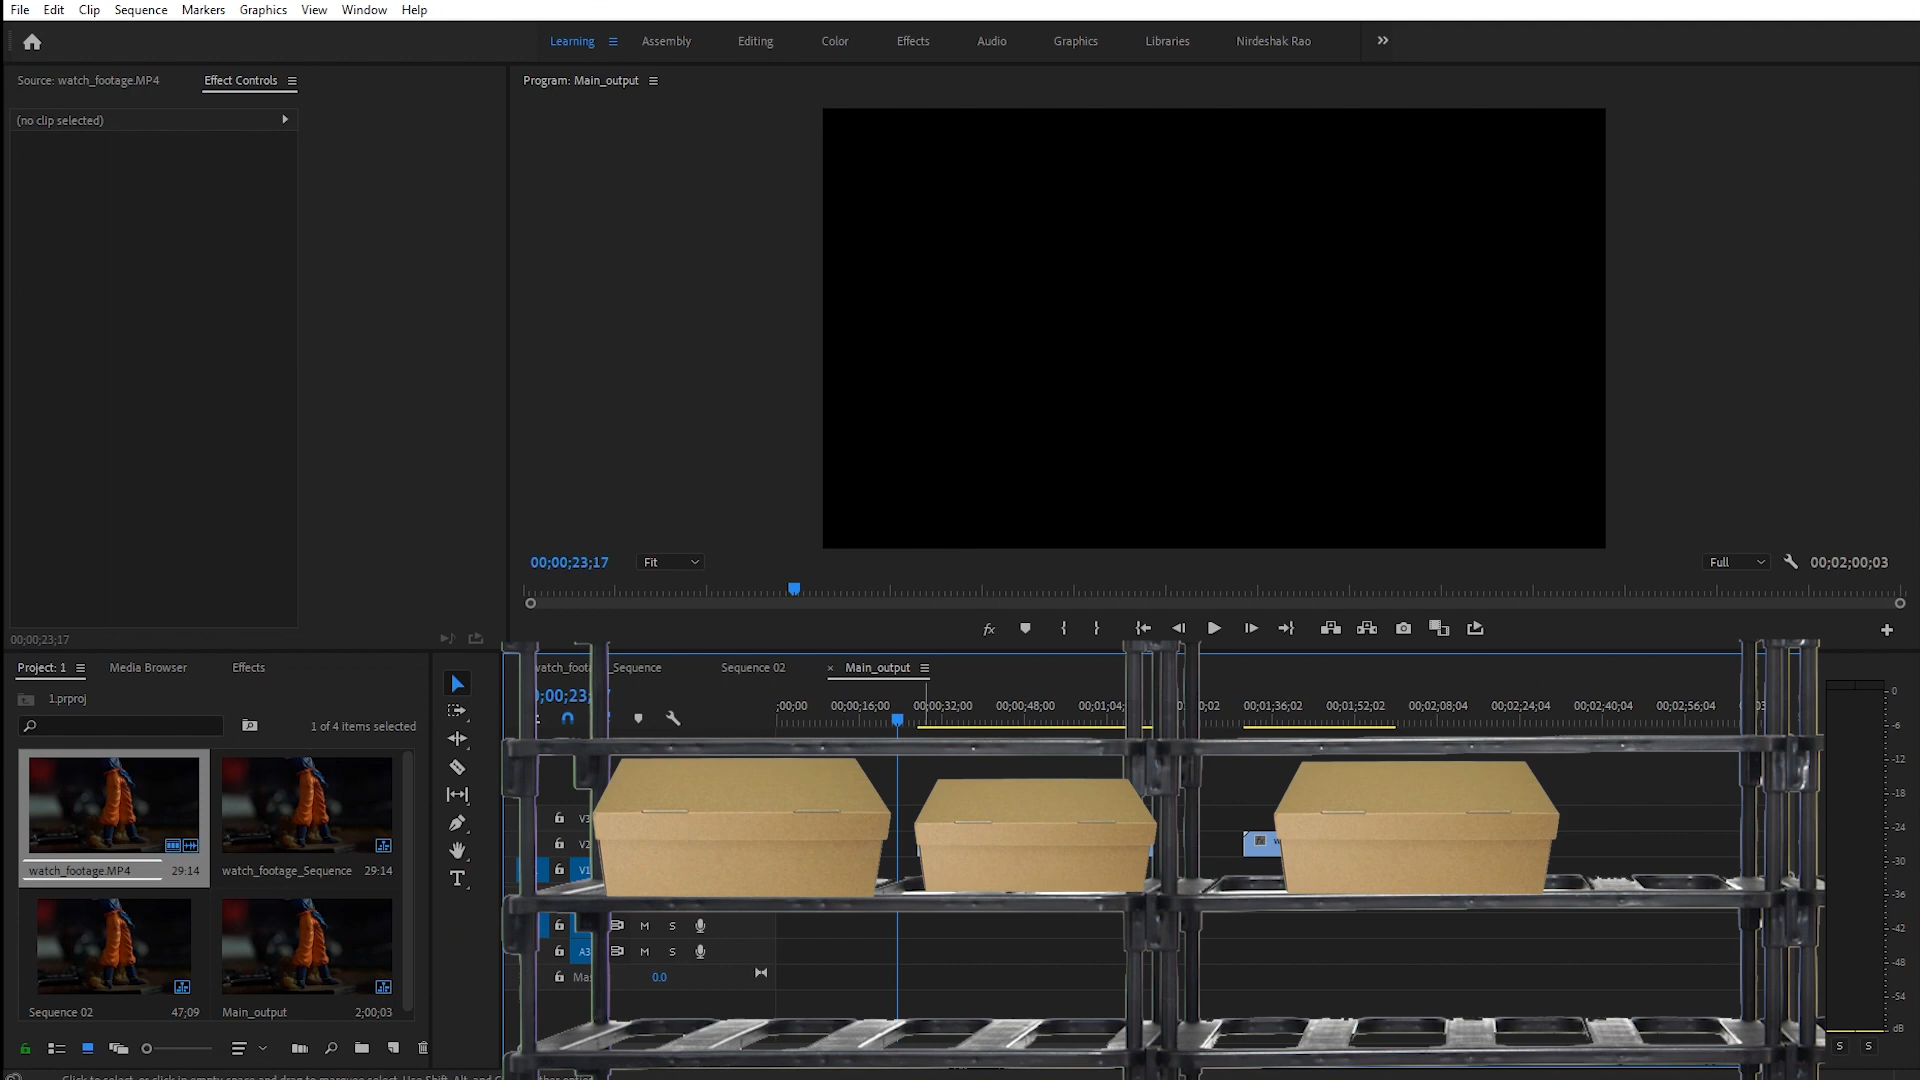 File Edit Clip Sequence Markers Graphics View Window Help
Learning Assembly Editing Color Effects Audio Graphics Libraries Nirdeshak Rao
Source: watch_footage.MP4 Effect Controls
Program: Main_output
(no clip selected)
00;00;23;17 Fit Full 00;02;00;03
00;00;23;17
Project: 1 Media Browser Effects
1.prproj
1 of 4 items selected
watch_footage.MP4 29:14
watch_footage_Sequence 29:14
Sequence 02 47;09
Main_output 2;00;03
Sequence Sequence 02 × Main_output
;00;23;
;00;00 00;00;16;00 00;00;32;00 00;00;48;00 00;01;04; 0;02 00;01;36;02 00;01;52;02 00;02;08;04 00;02;24;04 00;02;40;04 00;02;56;04
V3
V2
V1
M S
A3 M S
Mas 0.0
0
-6
-12
-18
-24
-30
-36
-42
-48
-54
dB
S S